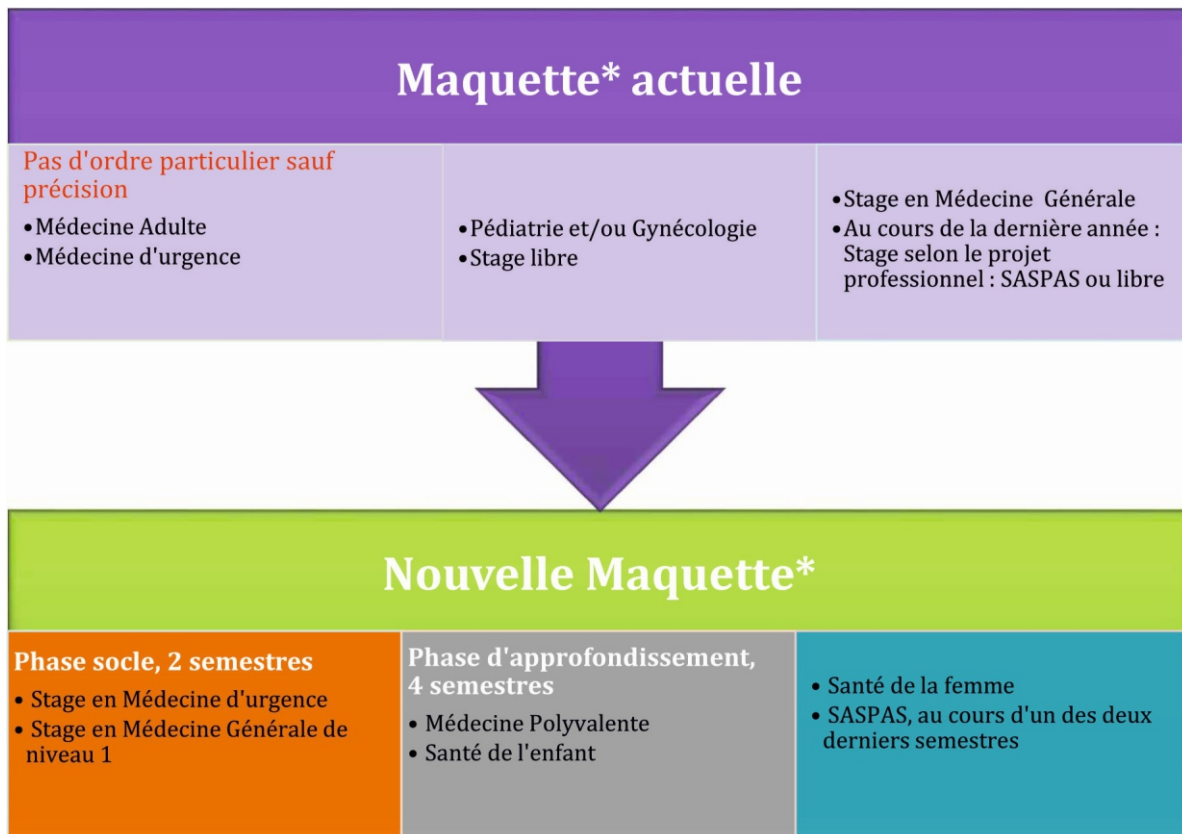 Maquette* actuelle
Pas d'ordre particulier sauf
précision
•Médecine Adulte
•Médecine d'urgence
•Pédiatrie et/ou Gynécologie
•Stage libre
•Stage en Médecine Générale
•Au cours de la dernière année :
Stage selon le projet
professionnel : SASPAS ou libre
Nouvelle Maquette*
Phase socle, 2 semestres
• Stage en Médecine d'urgence
• Stage en Médecine Générale de
niveau 1
Phase d'approfondissement,
4 semestres
• Médecine Polyvalente
• Santé de l'enfant
• Santé de la femme
• SASPAS, au cours d'un des deux
derniers semestres